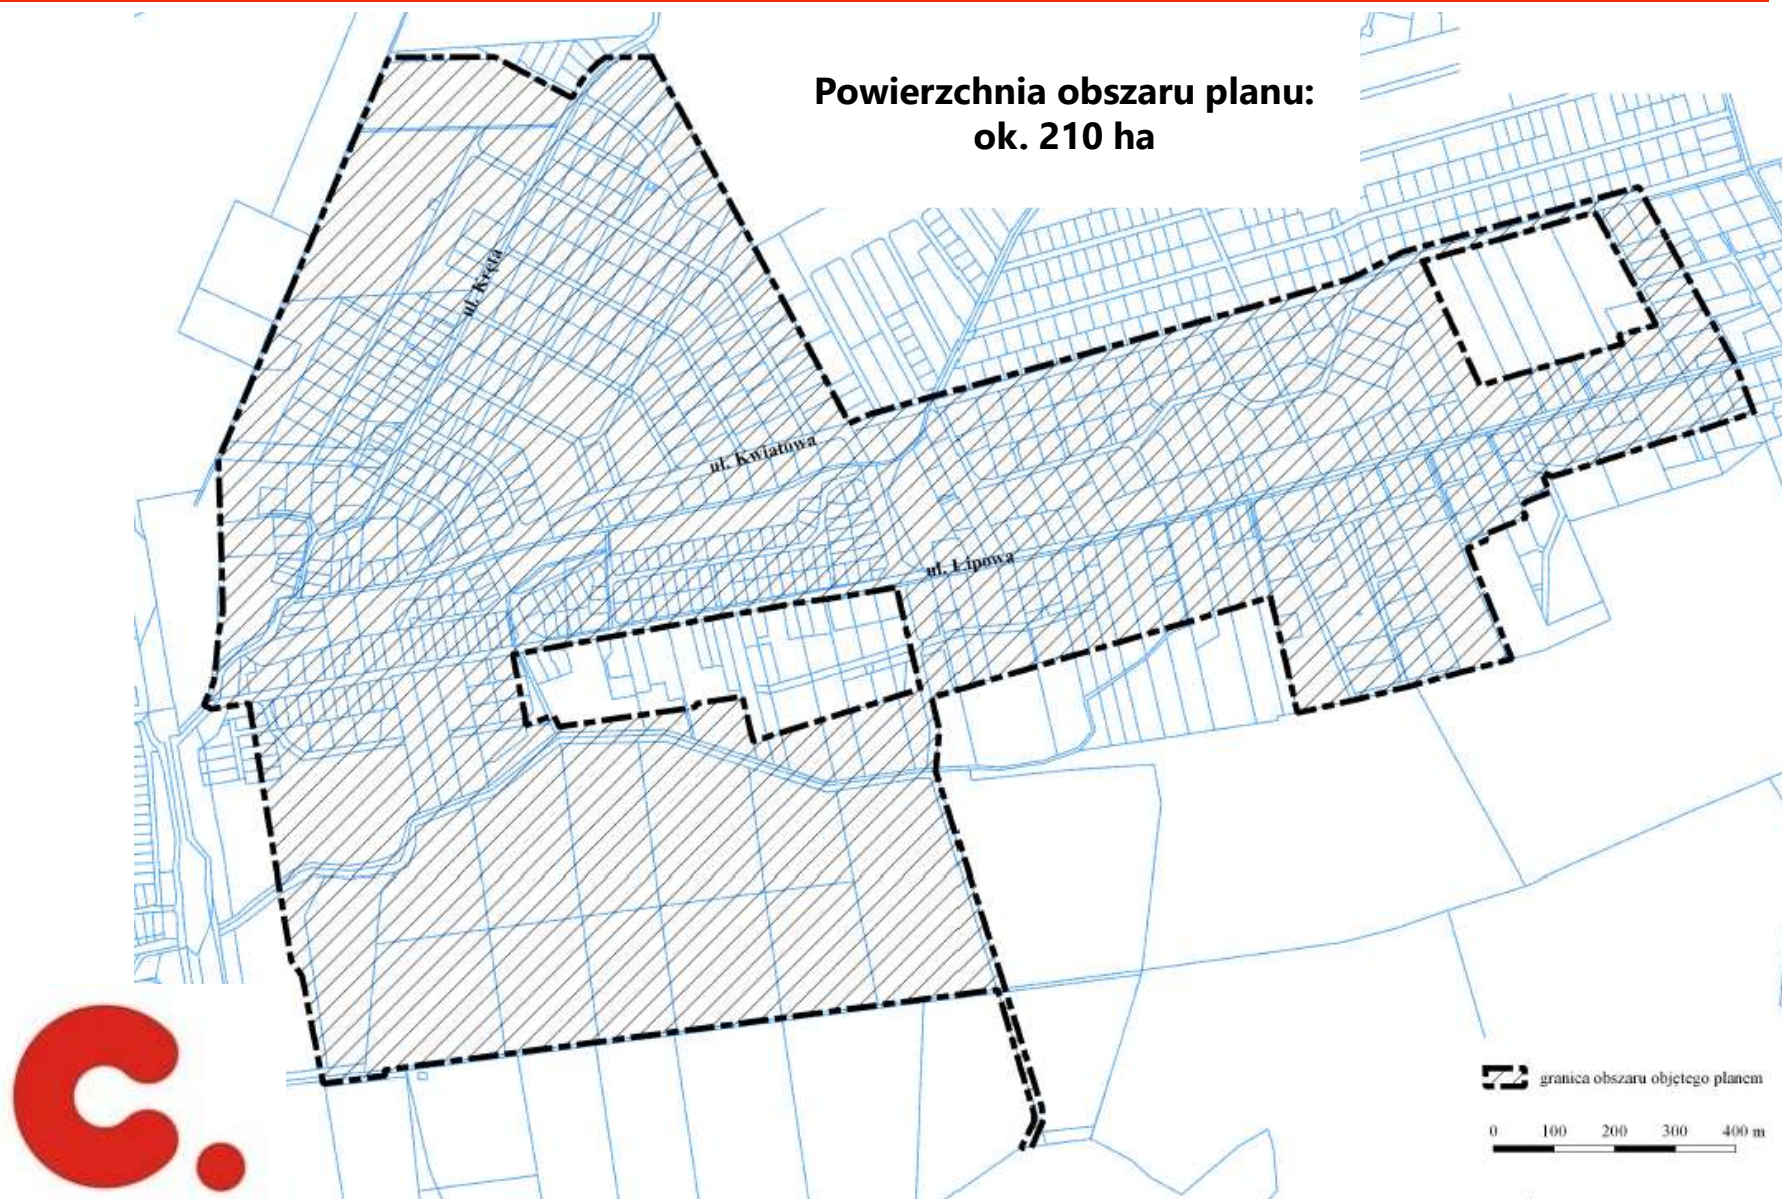 Powierzchnia obszaru planu:
ok. 210 ha
ul. Kręta
ul. Kwiatowa
ul. Lipowa
granica obszaru objętego planem
0 100 200 300 400 m
c.